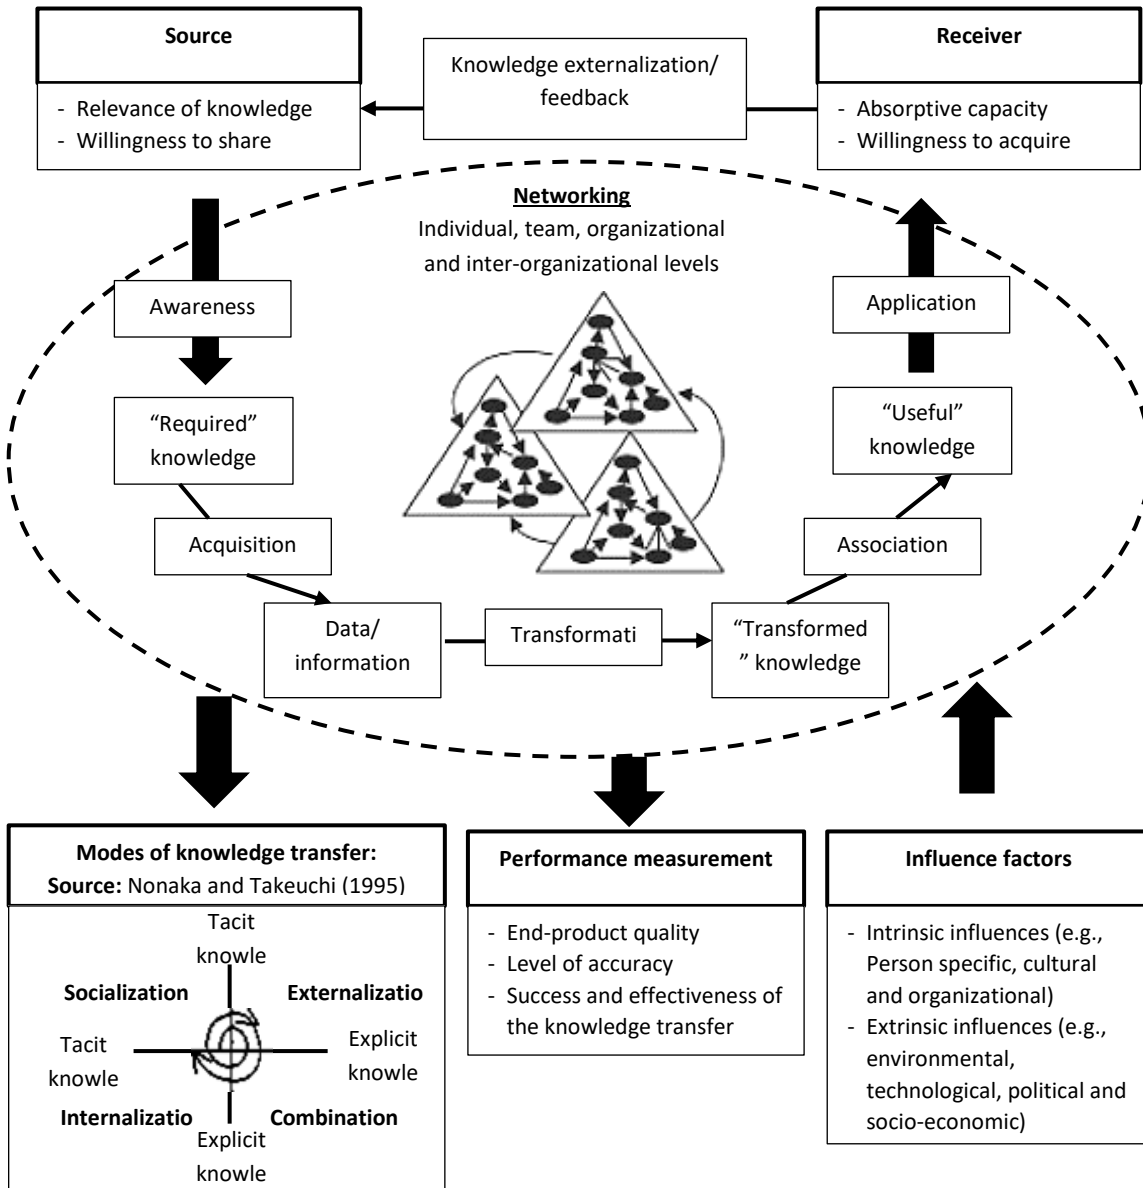 Source
- Relevance of knowledge
- Willingness to share
Knowledge externalization/
feedback
Receiver
- Absorptive capacity
- Willingness to acquire
Networking
Individual, team, organizational
and inter-organizational levels
Awareness
“Required”
knowledge
Acquisition
Data/
information
Transformati
“Transformed
” knowledge
Association
“Useful”
knowledge
Application
Modes of knowledge transfer:
Source: Nonaka and Takeuchi (1995)
Tacit
knowle
Socialization
Externalizatio
Tacit
knowle
Explicit
knowle
Internalizatio
Combination
Explicit
knowle
Performance measurement
- End-product quality
- Level of accuracy
- Success and effectiveness of
the knowledge transfer
Influence factors
- Intrinsic influences (e.g.,
Person specific, cultural
and organizational)
- Extrinsic influences (e.g.,
environmental,
technological, political and
socio-economic)